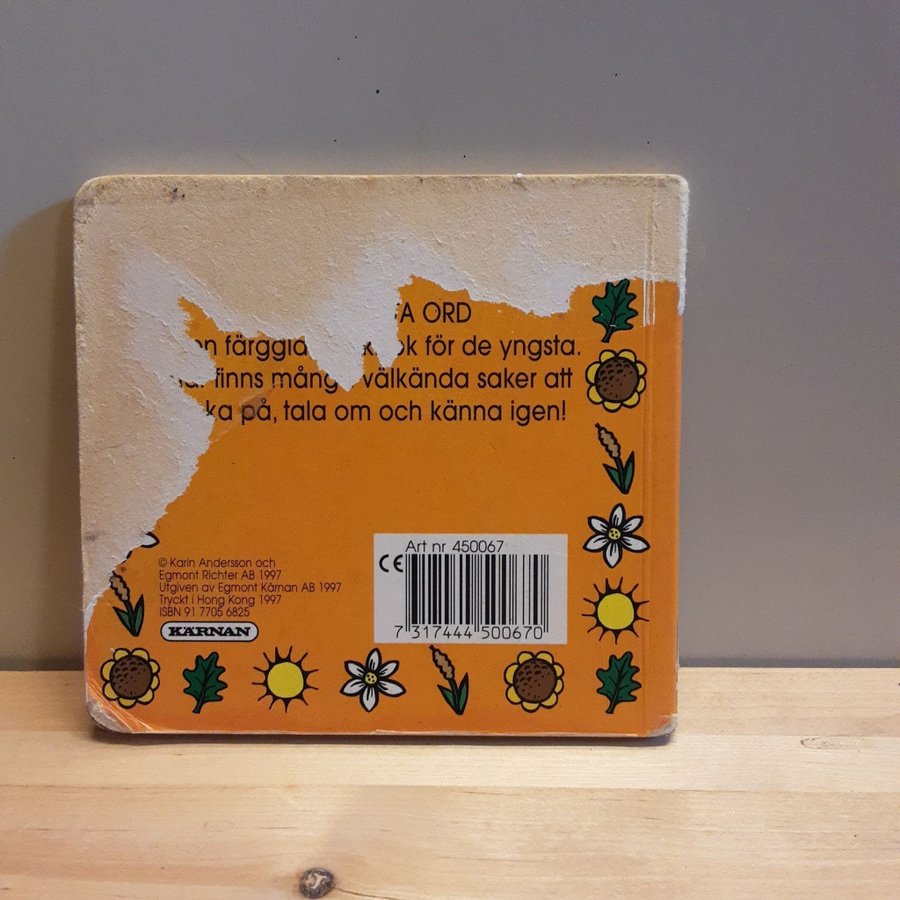 ORD
färggla för de yngsta.
finns mång välkända saker att
på, tala om och känna igen!
© Karin Andersson och
Egmont Richter AB 1997
Utgiven av Egmont Kärnan AB 1997
Tryckt i Hong Kong 1997
ISBN 91 7705 6825
KÄRNAN
Art nr 450067
CE
7 317444 500670